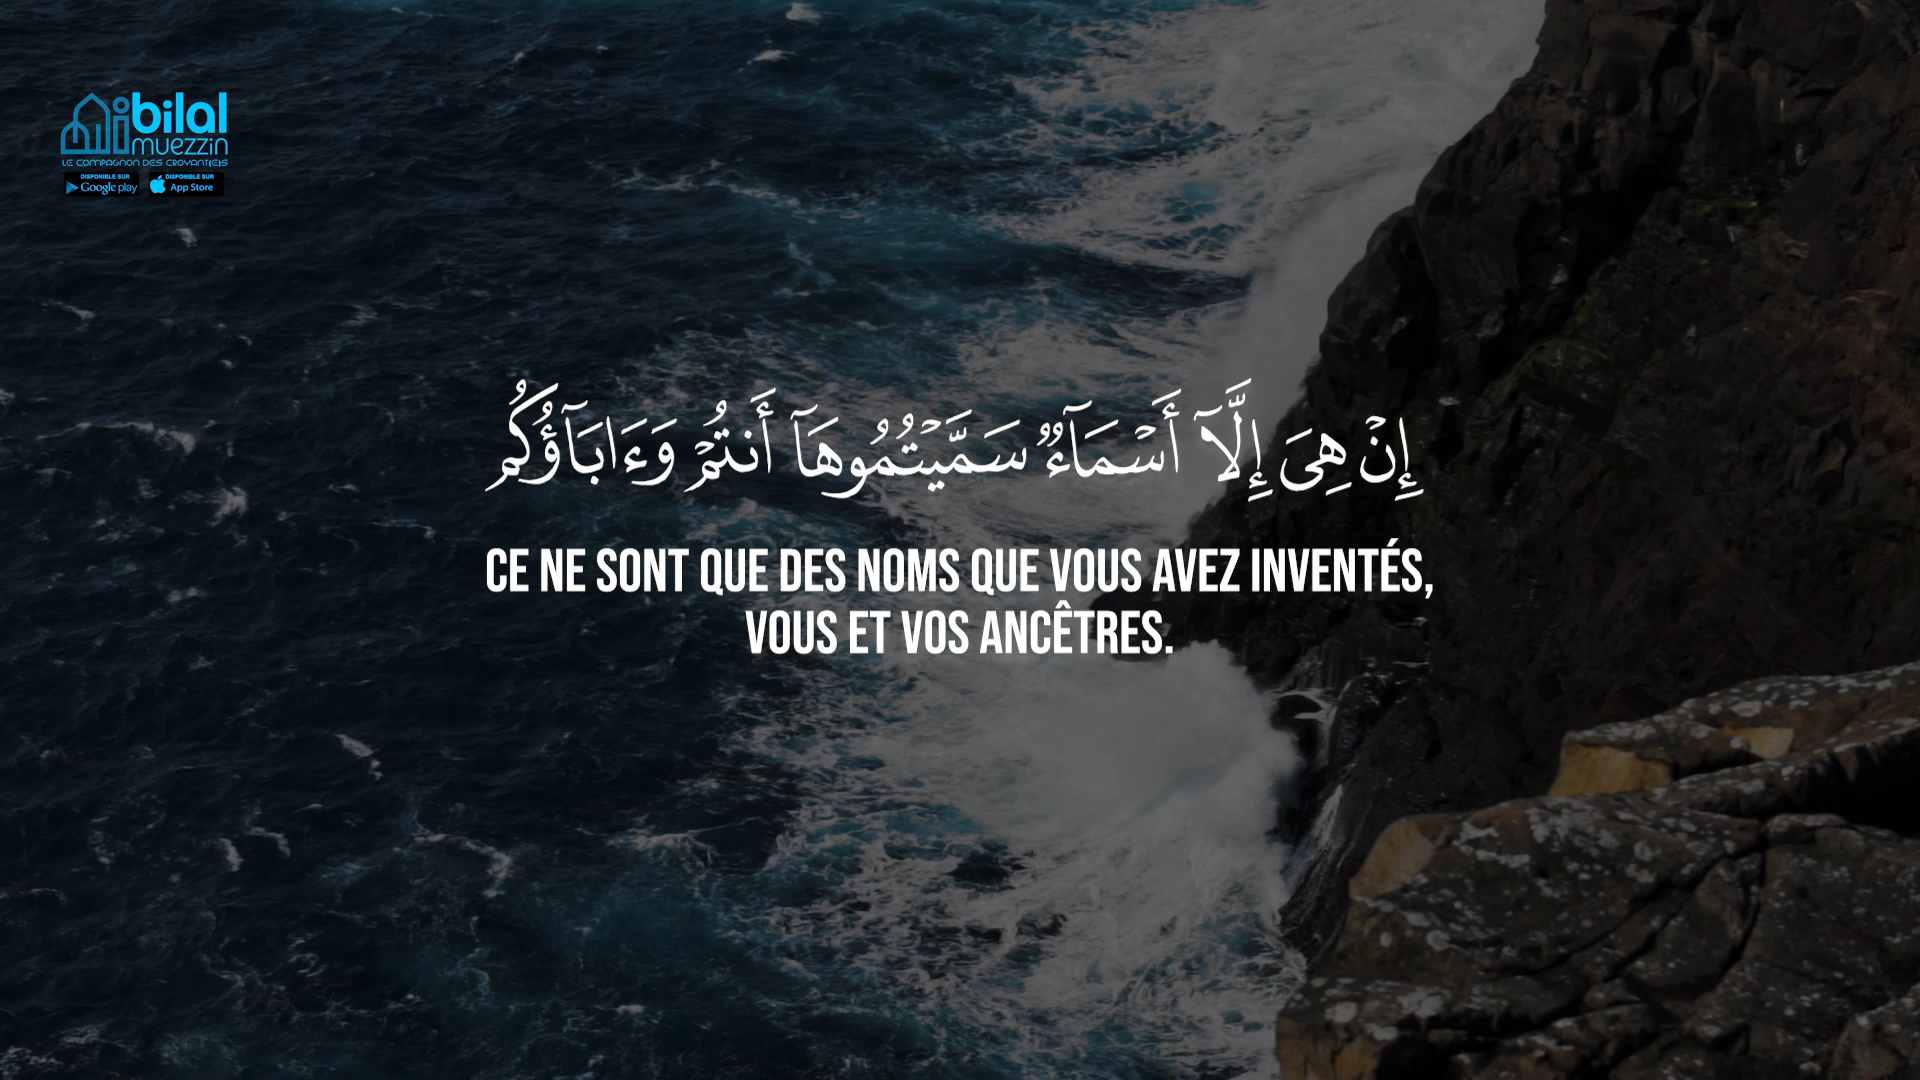 bilal
muezzin
LE COMPAGNON DES CROYANT(E)S
DISPONIBLE SUR
Google play
DISPONIBLE SUR
App Store
إِنۡ هِىَ إِلَّآ أَسۡمَآءٌ سَمَّيۡتُمُوهَآ أَنتُمۡ وَءَابَآؤُكُم
CE NE SONT QUE DES NOMS QUE VOUS AVEZ INVENTÉS,
VOUS ET VOS ANCÊTRES.